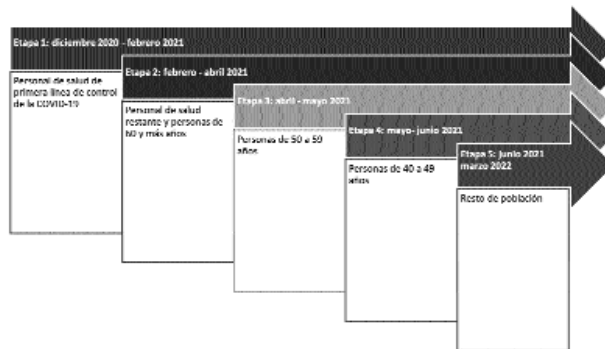 Etapa 1: diciembre 2020 - febrero 2021
Personal de salud de
primera línea de control
de la COVID-19
Etapa 2: febrero - abril 2021
Personal de salud
restante y personas de
60 y más años
Etapa 3: abril - mayo 2021
Personas de 50 a 59
años
Etapa 4: mayo- junio 2021
Personas de 40 a 49
años
Etapa 5: junio 2021
marzo 2022
Resto de población